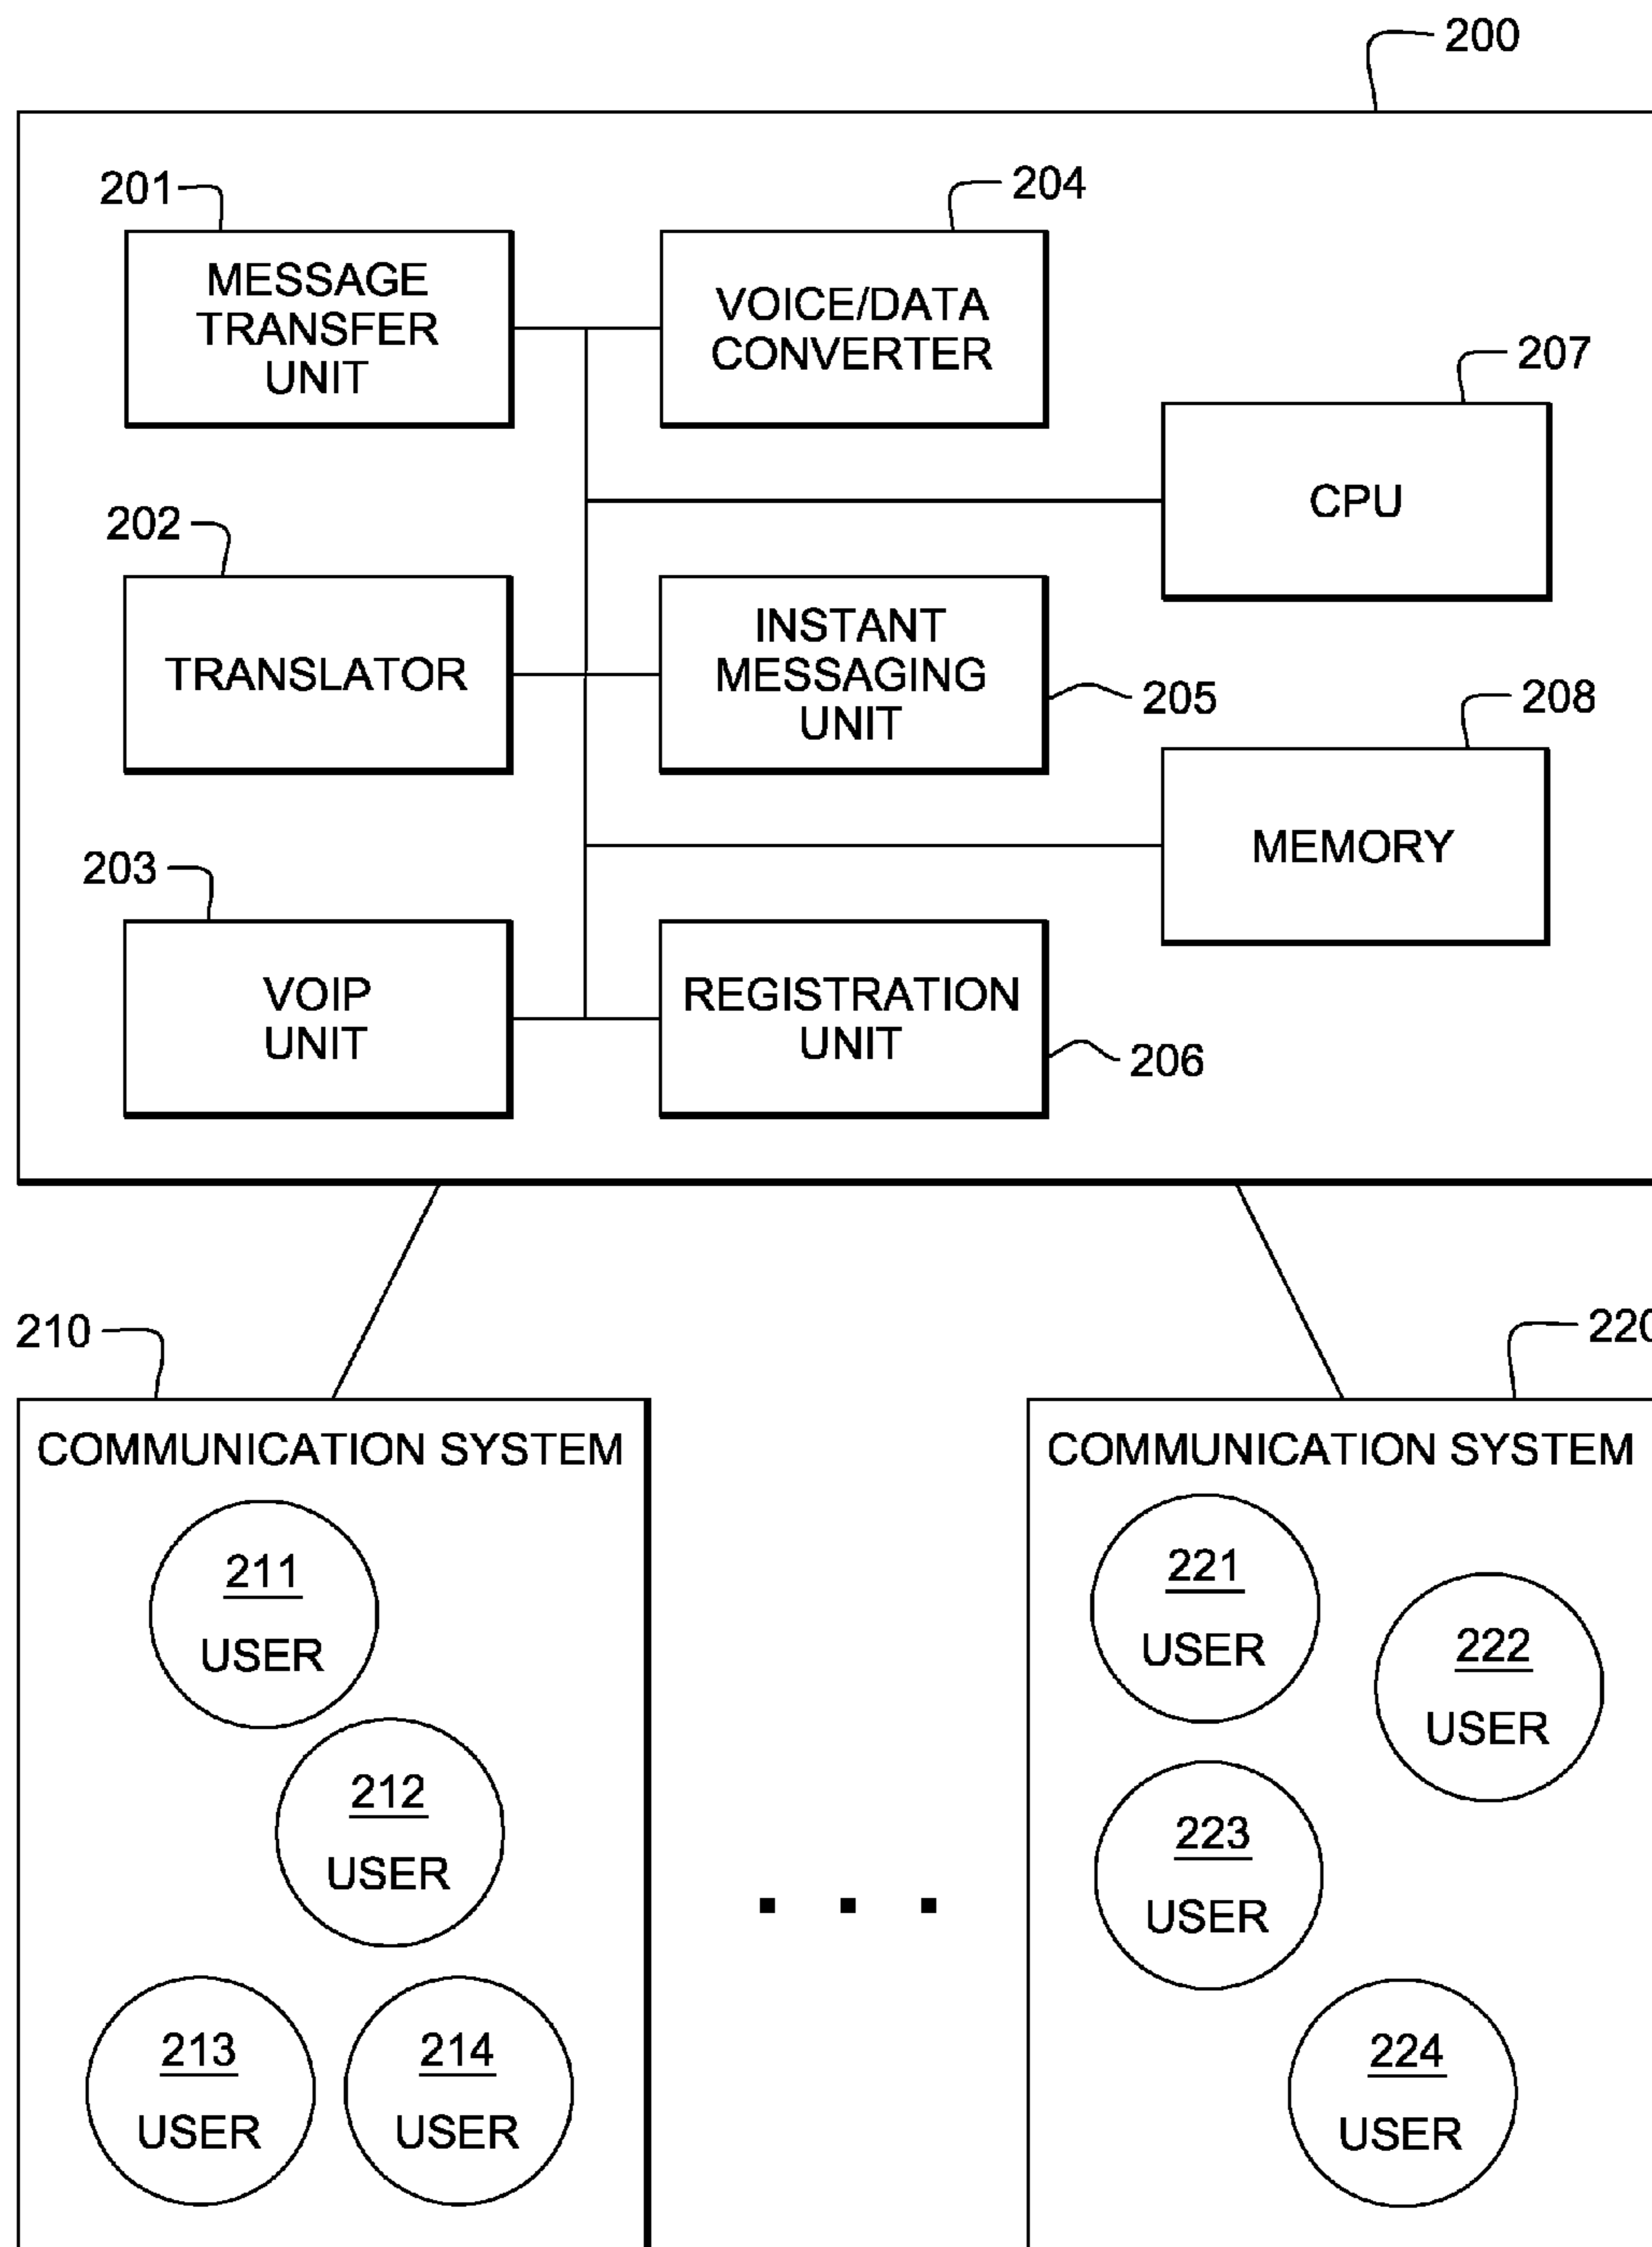 200
201
204
MESSAGE
TRANSFER
UNIT
VOICE/DATA
CONVERTER
207
CPU
202
TRANSLATOR
INSTANT
MESSAGING
UNIT
205
208
MEMORY
203
VOIP
UNIT
REGISTRATION
UNIT
206
210
220
COMMUNICATION SYSTEM
211
USER
212
USER
213
USER
214
USER
COMMUNICATION SYSTEM
221
USER
222
USER
223
USER
224
USER